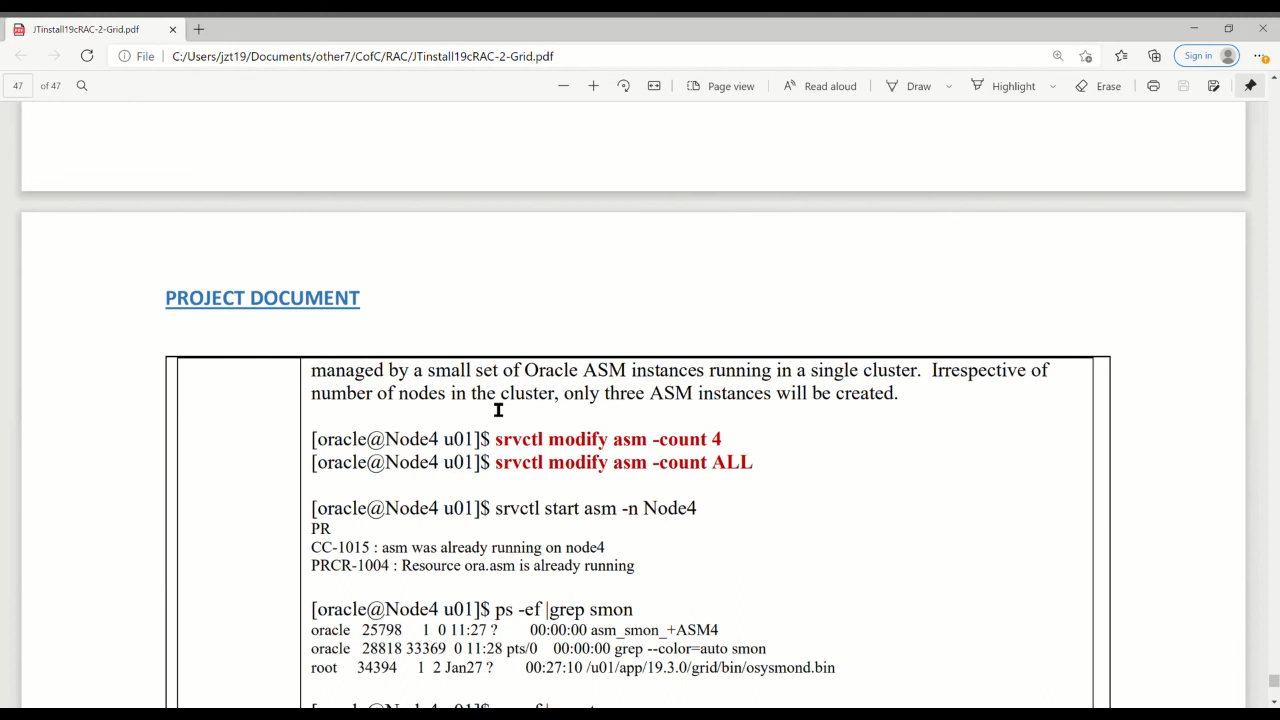 JTinstall19cRAC-2-Grid.pdf
File
C:/Users/jzt19/Documents/other7/CofC/RAC/JTinstall19cRAC-2-Grid.pdf
Sign in
47 of 47
Page view
Read aloud
Draw
Highlight
Erase
PROJECT DOCUMENT
managed by a small set of Oracle ASM instances running in a single cluster. Irrespective of
number of nodes in the cluster, only three ASM instances will be created.
[oracle@Node4 u01]$ srvctl modify asm -count 4
[oracle@Node4 u01]$ srvctl modify asm -count ALL
[oracle@Node4 u01]$ srvctl start asm -n Node4
PR
CC-1015 : asm was already running on node4
PRCR-1004 : Resource ora.asm is already running
[oracle@Node4 u01]$ ps -ef |grep smon
oracle 25798 1 0 11:27 ? 00:00:00 asm_smon_+ASM4
oracle 28818 33369 0 11:28 pts/0 00:00:00 grep --color=auto smon
root 34394 1 2 Jan27 ? 00:27:10 /u01/app/19.3.0/grid/bin/osysmond.bin